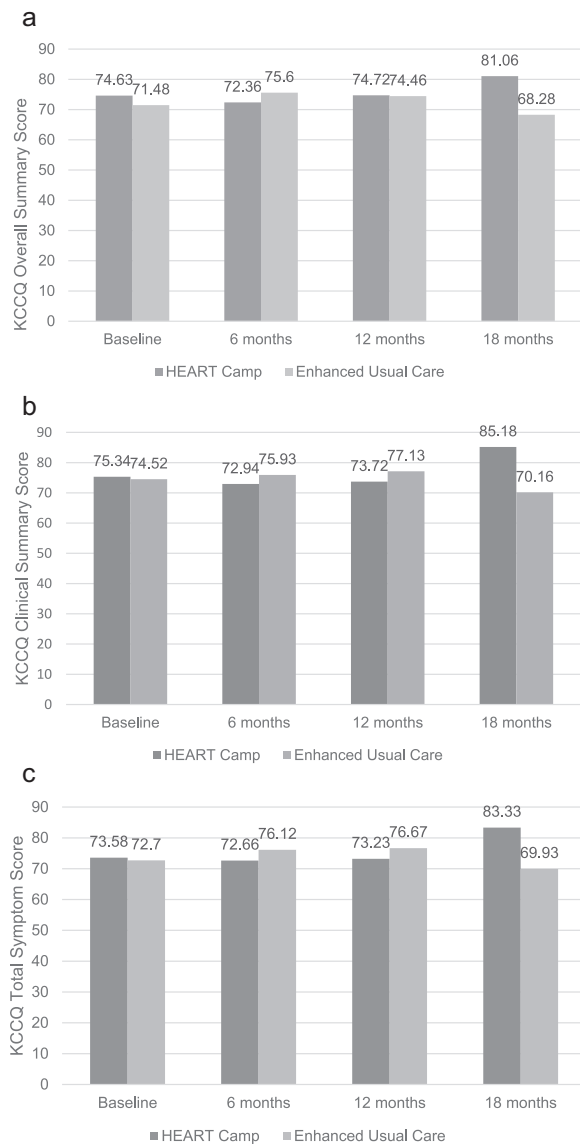 a
KCCQ Overall Summary Score
90
80
70
60
50
40
30
20
10
0
74.63
71.48
72.36
75.6
74.72
74.46
81.06
68.28
Baseline
6 months
12 months
18 months
HEART Camp
Enhanced Usual Care
b
KCCQ Clinical Summary Score
90
80
70
60
50
40
30
20
10
0
75.34
74.52
72.94
75.93
73.72
77.13
85.18
70.16
Baseline
6 months
12 months
18 months
HEART Camp
Enhanced Usual Care
c
KCCQ Total Symptom Score
90
80
70
60
50
40
30
20
10
0
73.58
72.7
72.66
76.12
73.23
76.67
83.33
69.93
Baseline
6 months
12 months
18 months
HEART Camp
Enhanced Usual Care